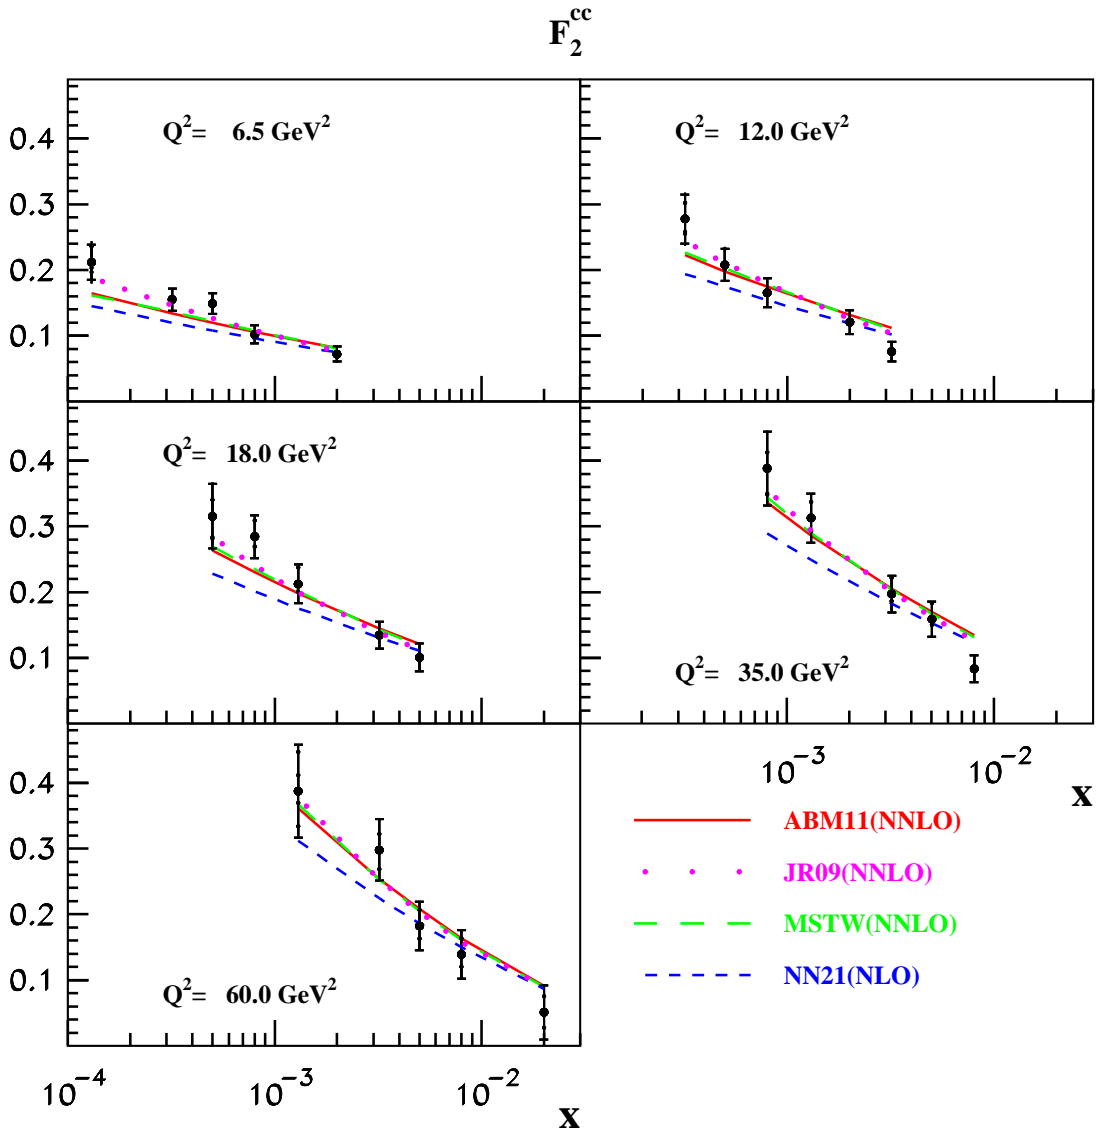 F₂ᶜᶜ
Q²= 6.5 GeV²
Q²= 12.0 GeV²
0.4
0.3
0.2
0.1
Q²= 18.0 GeV²
Q²= 35.0 GeV²
0.4
0.3
0.2
0.1
10⁻³ 10⁻²
x
Q²= 60.0 GeV²
0.4
0.3
0.2
0.1
10⁻⁴ 10⁻³ 10⁻²
x
ABM11(NNLO)
JR09(NNLO)
MSTW(NNLO)
NN21(NLO)